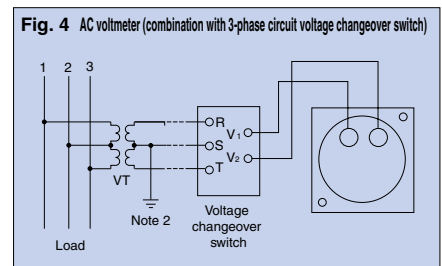 Fig. 4 AC voltmeter (combination with 3-phase circuit voltage changeover switch)
1 2 3
R
V1
S
V2
T
VT
Note 2
Load
Voltage
changeover
switch